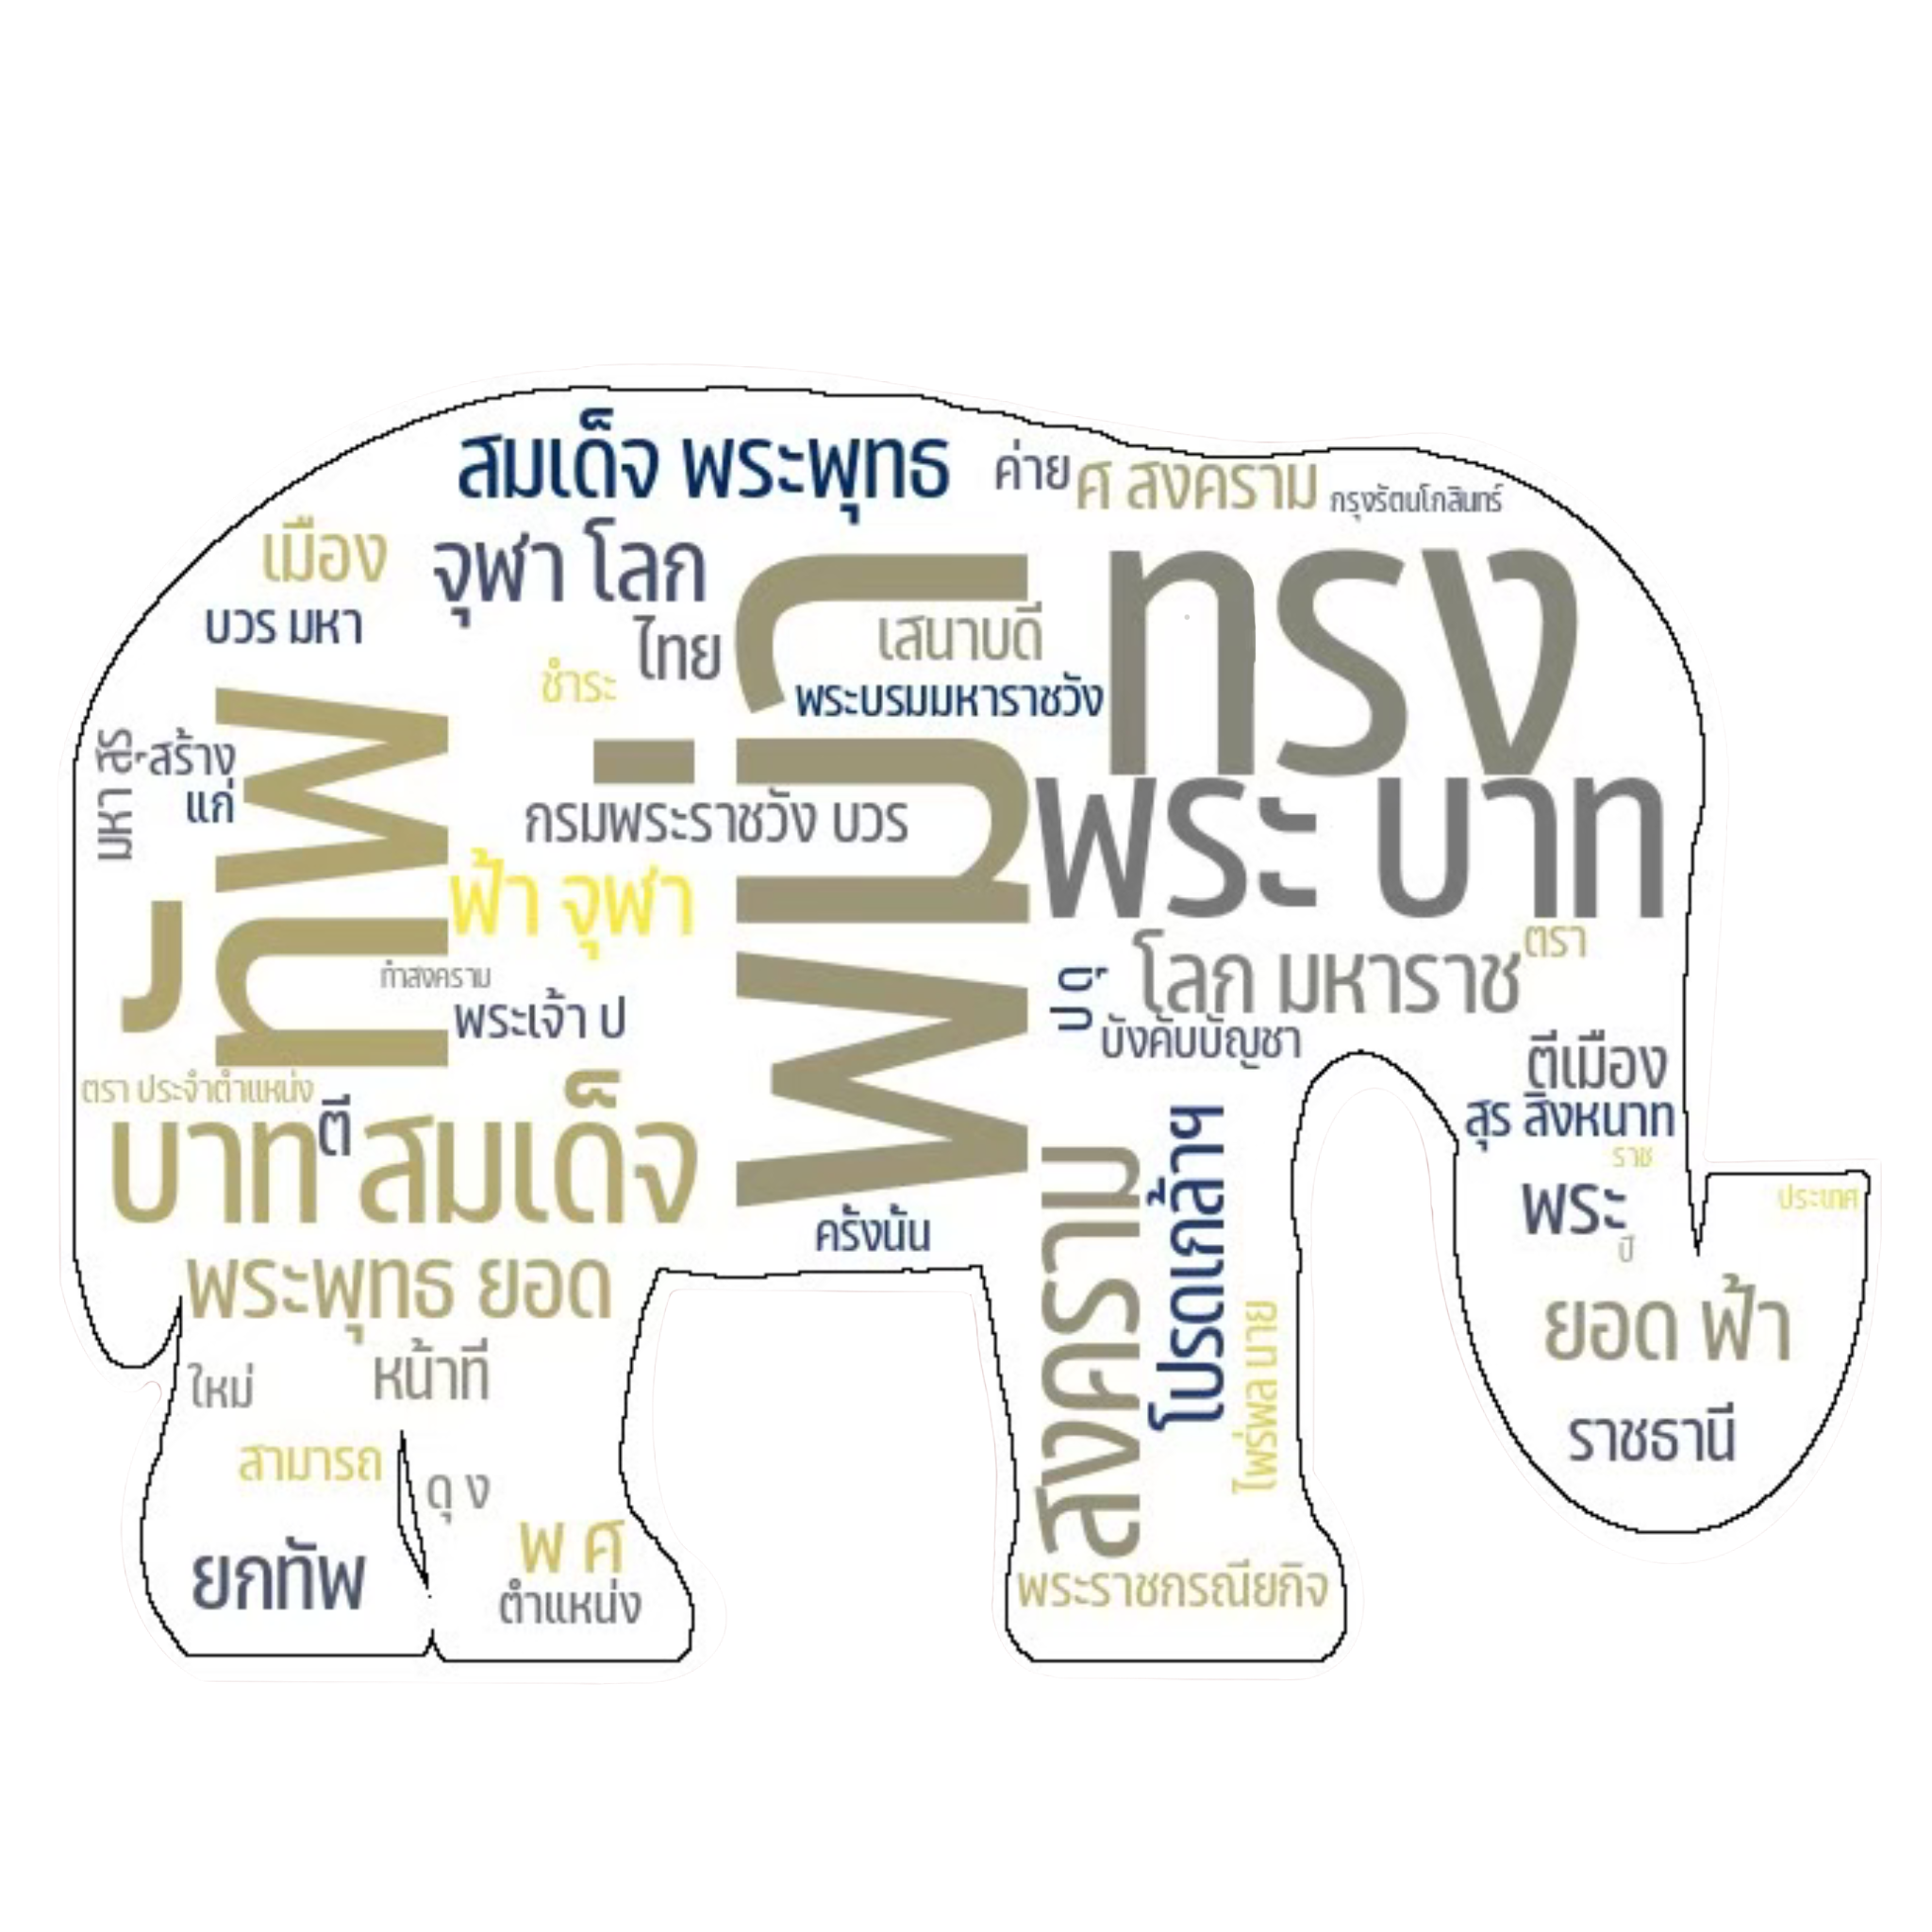 สมเด็จ พระพุทธ
ค่าย
ศ สงคราม
กรุงรัตนโกสินทร์
เมือง
จุฬา โลก
บวร มหา
ไทย
ชำระ
เสนาบดี
พระบรมมหาราชวัง
ทรง
พม่า
พระ บาท
มหา สุร
สร้าง
แก่
กรมพระราชวัง บวร
ฟ้า จุฬา
ทำสงคราม
พระเจ้า ป
โลก มหาราช
ตรา
ป ดุ
บังคับบัญชา
ตรา ประจำตำแหน่ง
ตี
บาท สมเด็จ
ตีเมือง
สุร สิงหนาท
ราช
พระ
ปี
ประเทศ
ครั้งนั้น
สงคราม
โปรดเกล้าฯ
ไพร่พล นาย
พระพุทธ ยอด
ยอด ฟ้า
ใหม่
หน้าที่
ราชธานี
สามารถ
ดุ ง
พ ศ
ยกทัพ
ตำแหน่ง
พระราชกรณียกิจ